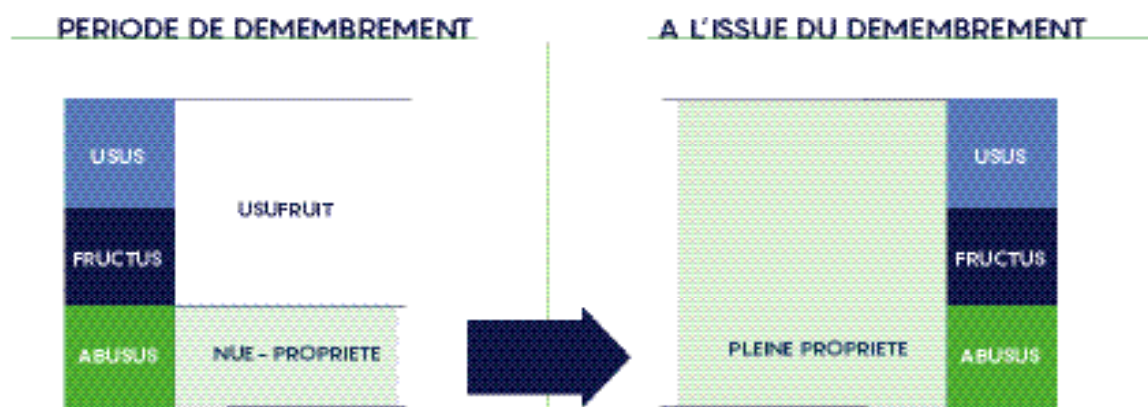 PERIODE DE DEMEMBREMENT
USUS
USUFRUIT
FRUCTUS
ABUSUS
NUE - PROPRIETE
A L'ISSUE DU DEMEMBREMENT
USUS
FRUCTUS
PLEINE PROPRIETE
ABUSUS